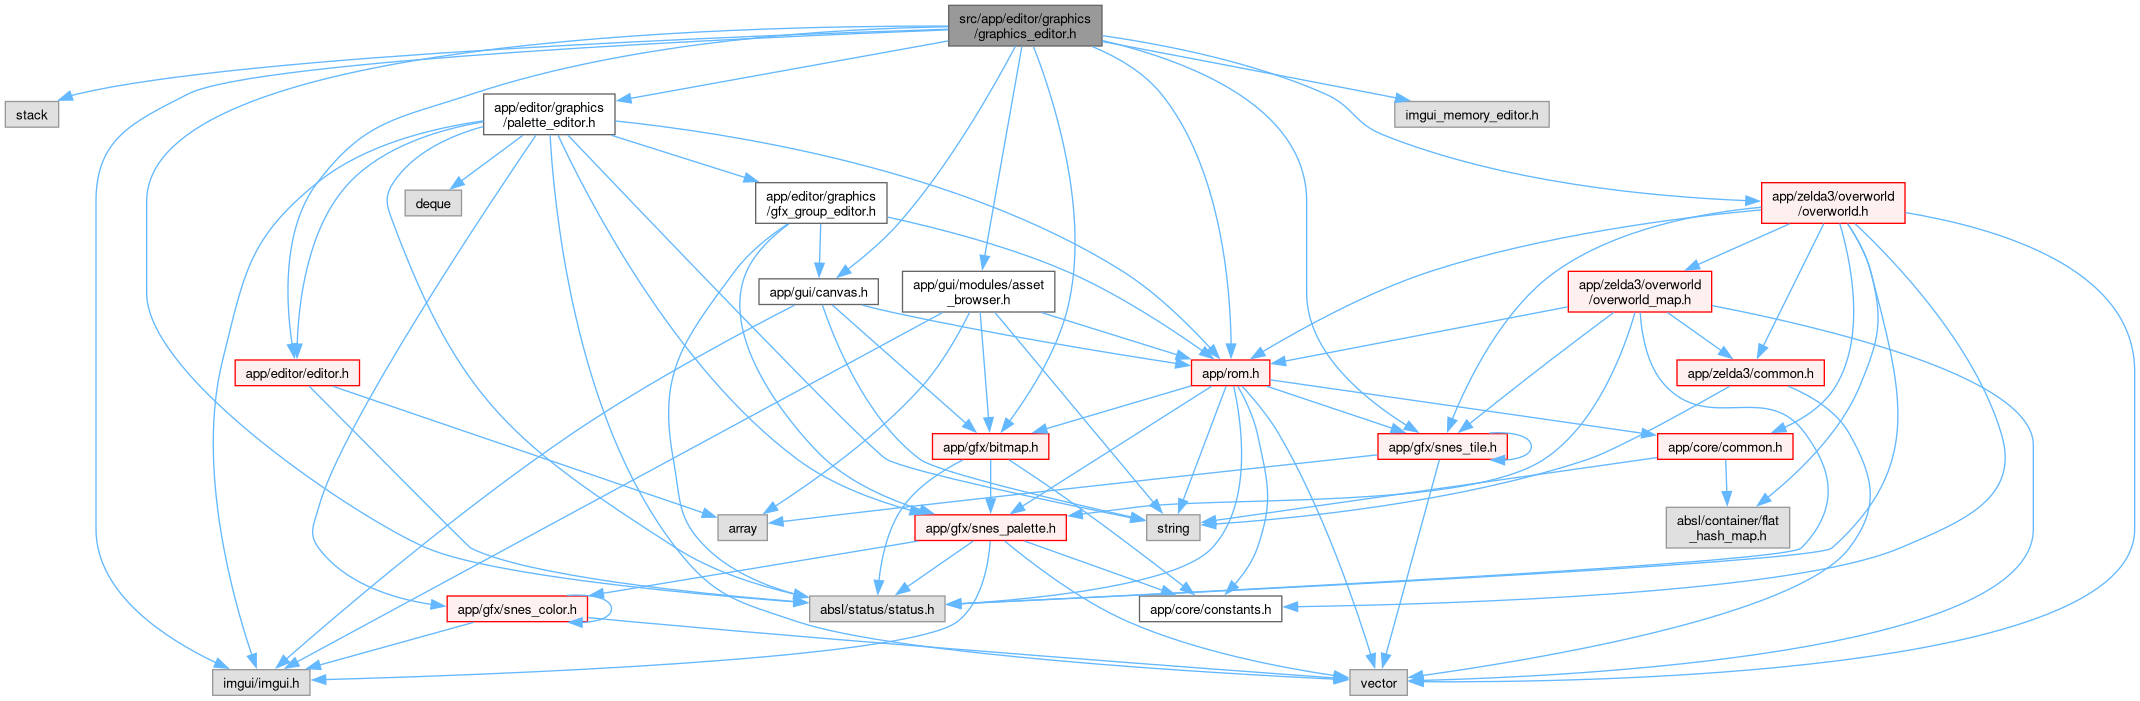 src/app/editor/graphics
/graphics_editor.h
stack
app/editor/graphics
/palette_editor.h
imgui_memory_editor.h
deque
app/editor/graphics
/gfx_group_editor.h
app/zelda3/overworld
/overworld.h
app/gui/canvas.h
app/gui/modules/asset
_browser.h
app/zelda3/overworld
/overworld_map.h
app/editor/editor.h
app/rom.h
app/zelda3/common.h
app/gfx/bitmap.h
app/gfx/snes_tile.h
app/core/common.h
array
app/gfx/snes_palette.h
string
absl/container/flat
_hash_map.h
app/gfx/snes_color.h
absl/status/status.h
app/core/constants.h
imgui/imgui.h
vector